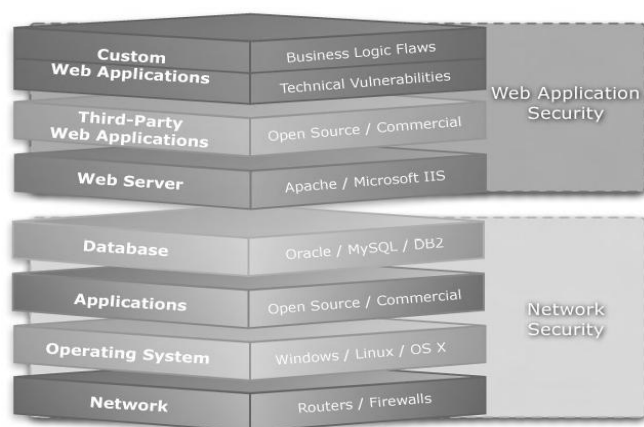 Custom
Web Applications
Business Logic Flaws
Technical Vulnerabilities
Third-Party
Web Applications
Open Source / Commercial
Web Server
Apache / Microsoft IIS
Web Application
Security
Database
Oracle / MySQL / DB2
Applications
Open Source / Commercial
Operating System
Windows / Linux / OS X
Network
Routers / Firewalls
Network
Security